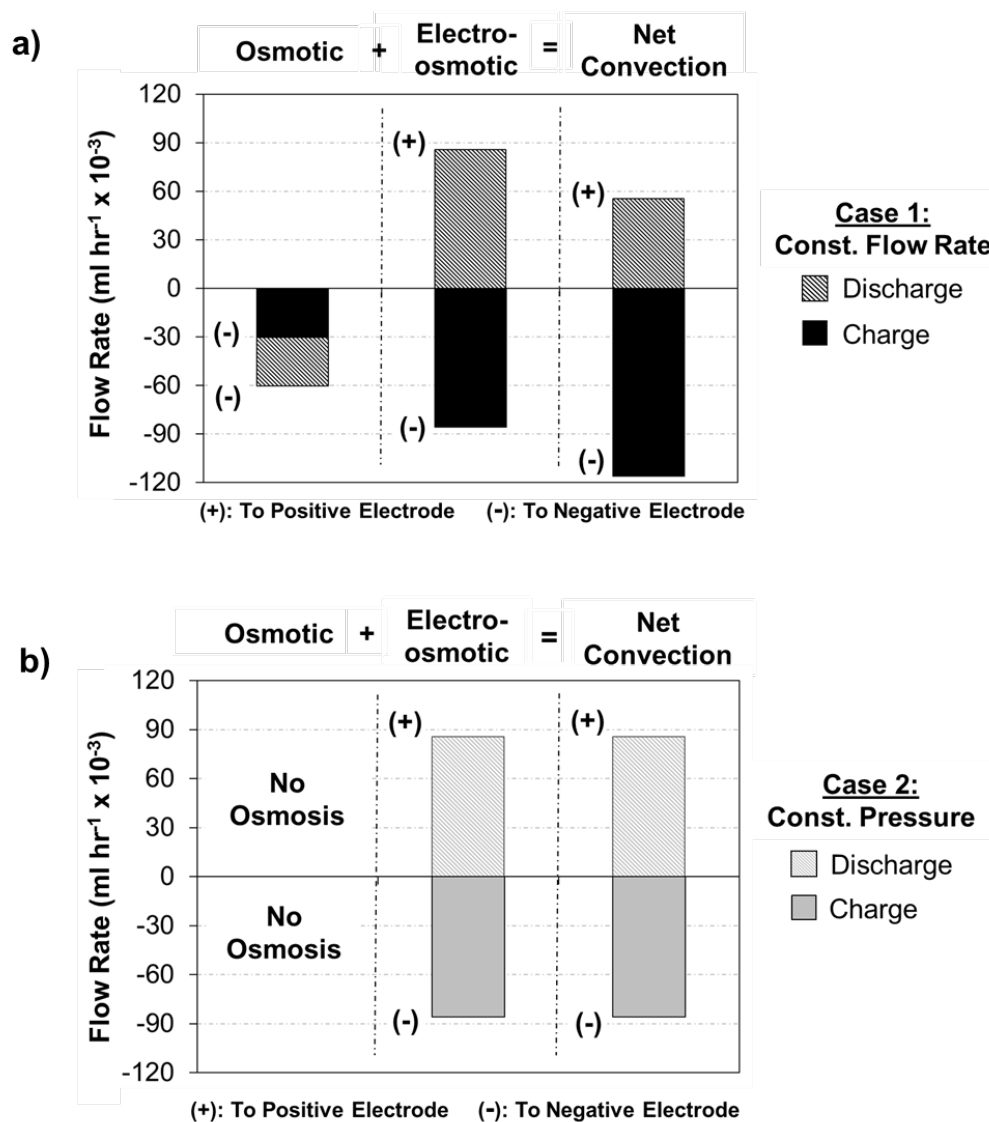 a)
Osmotic + Electro-
osmotic = Net
Convection
120
90
60
30
0
-30
-60
-90
-120
Flow Rate (ml hr⁻¹ x 10⁻³)
(+)
(+)
(-)
(-)
(-)
(-)
(+): To Positive Electrode (-): To Negative Electrode
Case 1:
Const. Flow Rate
Discharge
Charge
b)
Osmotic + Electro-
osmotic = Net
Convection
120
90
60
30
0
-30
-60
-90
-120
Flow Rate (ml hr⁻¹ x 10⁻³)
(+)
(+)
No
Osmosis
No
Osmosis
(-)
(-)
(+): To Positive Electrode (-): To Negative Electrode
Case 2:
Const. Pressure
Discharge
Charge